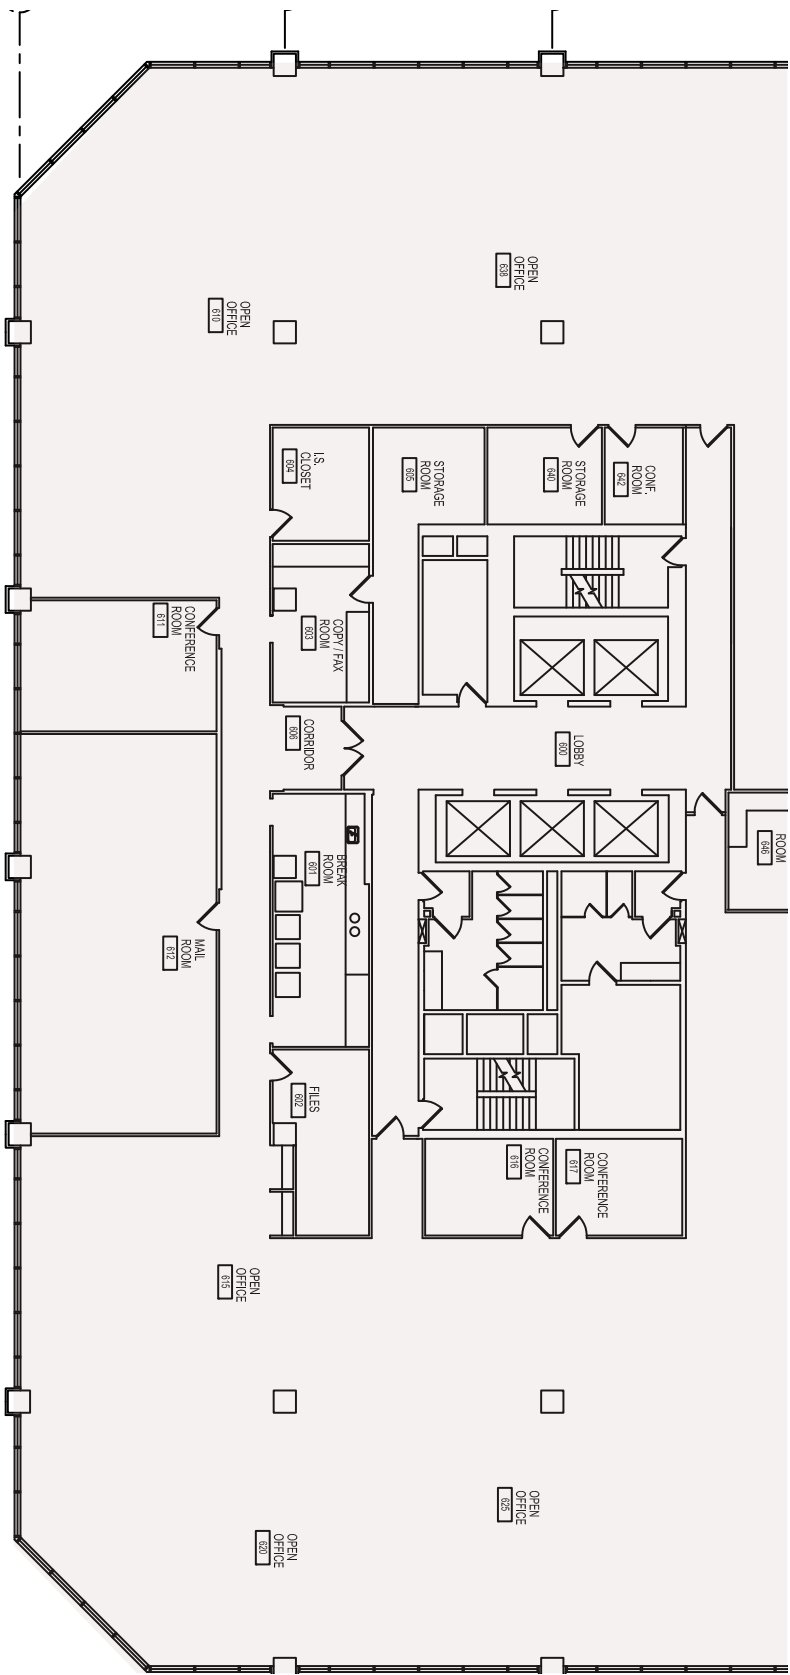 OPEN
OFFICE
638
OPEN
OFFICE
610
I.S.
CLOSET
604
STORAGE
ROOM
605
STORAGE
ROOM
640
CONF.
ROOM
642
CONFERENCE
ROOM
611
COPY / FAX
ROOM
603
CORRIDOR
606
LOBBY
600
ROOM
646
BREAK
ROOM
601
MAIL
ROOM
612
FILES
602
CONFERENCE
ROOM
616
CONFERENCE
ROOM
617
OPEN
OFFICE
615
OPEN
OFFICE
625
OPEN
OFFICE
620